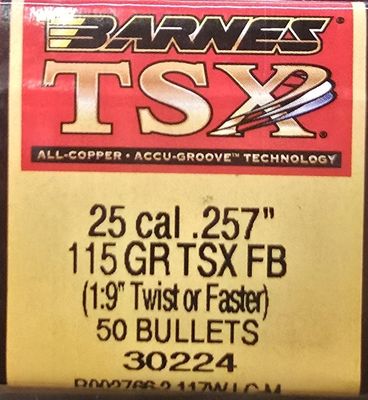 BARNES
TSX
ALL-COPPER • ACCU-GROOVE™ TECHNOLOGY
25 cal .257"
115 GR TSX FB
(1:9" Twist or Faster)
50 BULLETS
30224